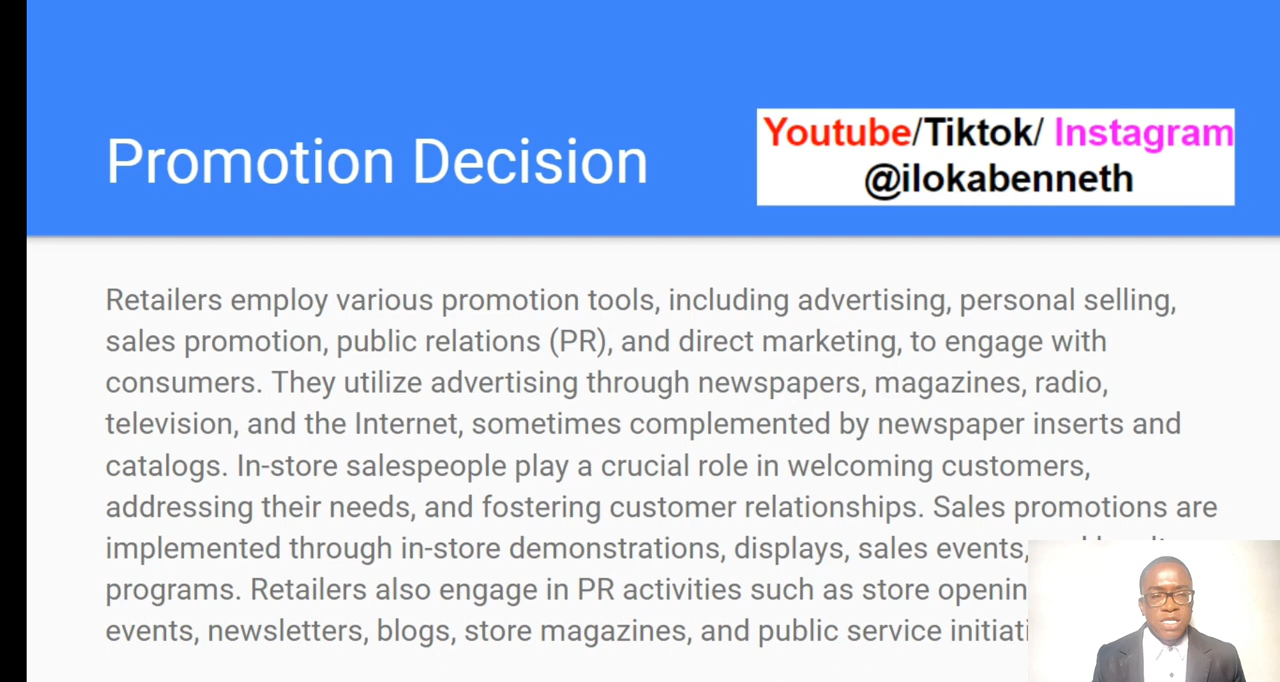 Promotion Decision
Youtube/Tiktok/ Instagram
@ilokabenneth
Retailers employ various promotion tools, including advertising, personal selling,
sales promotion, public relations (PR), and direct marketing, to engage with
consumers. They utilize advertising through newspapers, magazines, radio,
television, and the Internet, sometimes complemented by newspaper inserts and
catalogs. In-store salespeople play a crucial role in welcoming customers,
addressing their needs, and fostering customer relationships. Sales promotions are
implemented through in-store demonstrations, displays, sales events,
programs. Retailers also engage in PR activities such as store
events, newsletters, blogs, store magazines, and public service